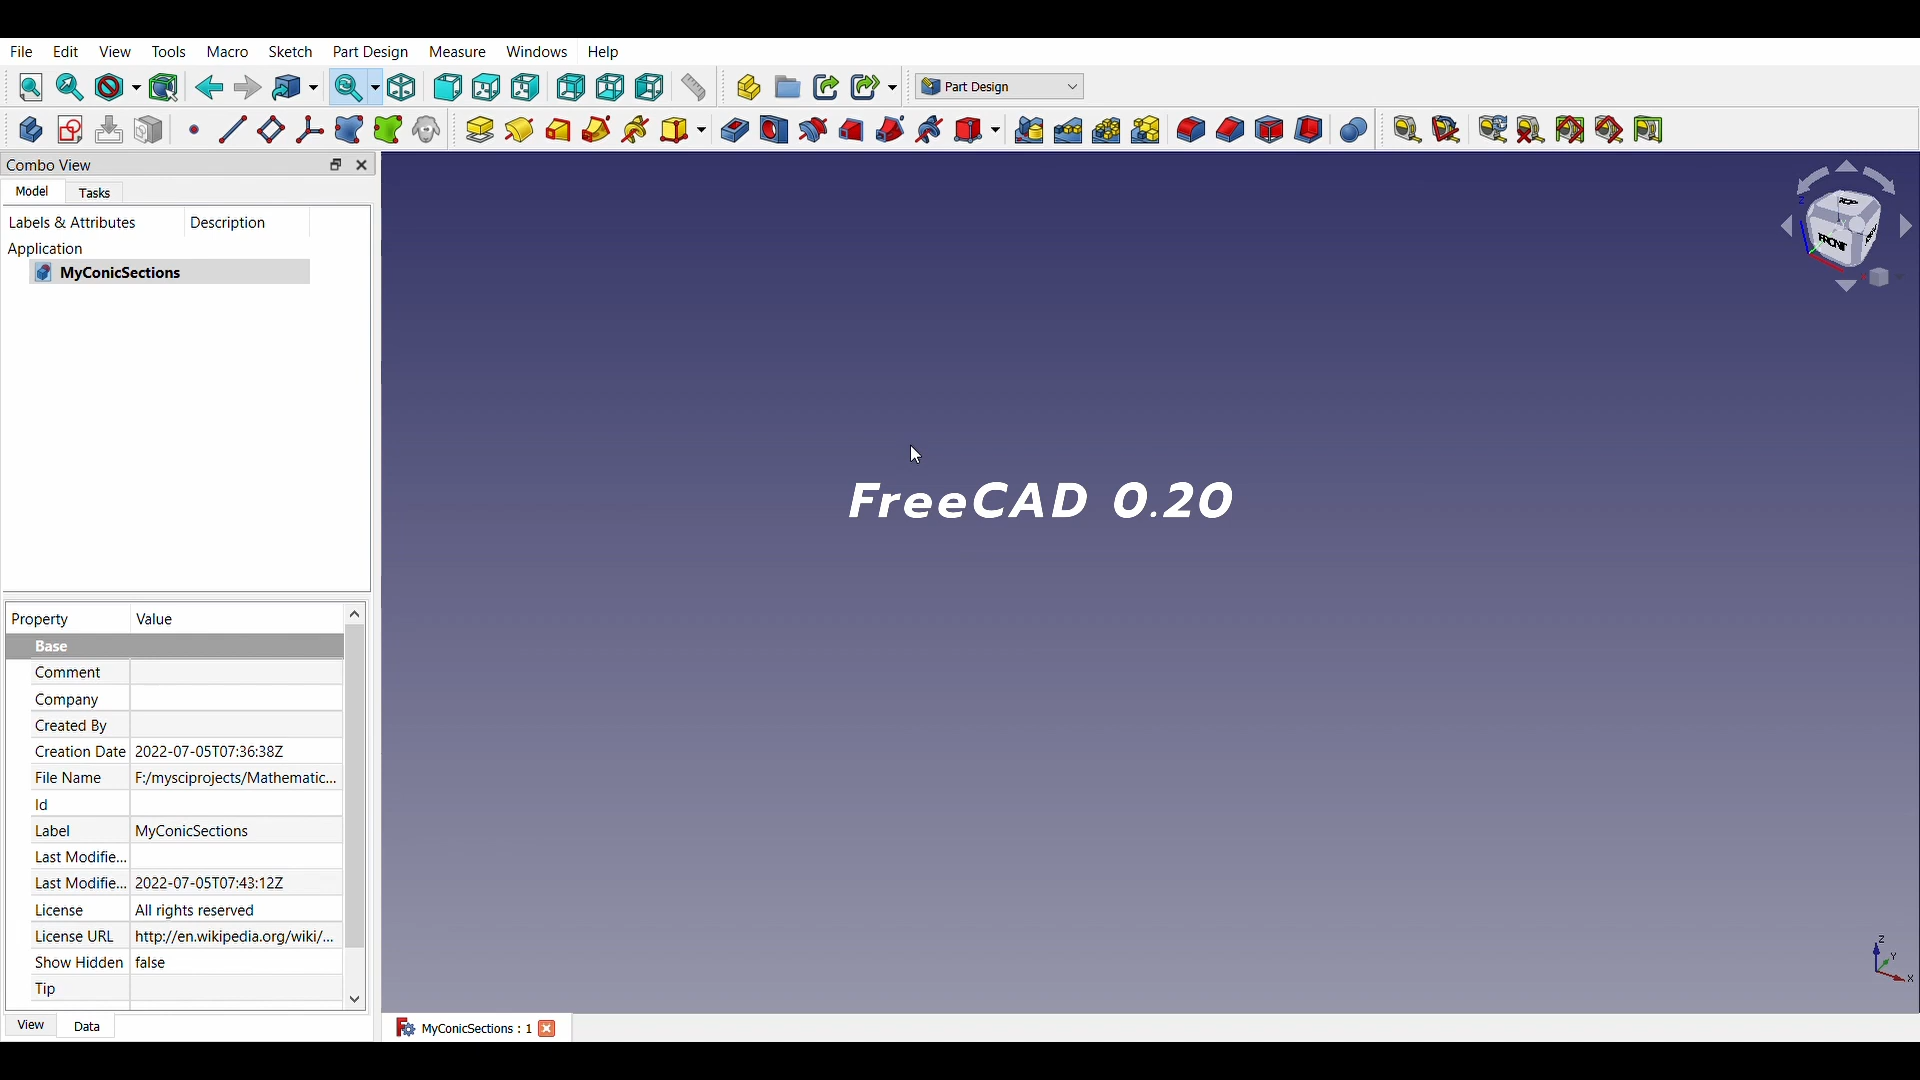 File Edit View Tools Macro Sketch Part Design Measure Windows Help
Part Design
Combo View
Model Tasks
Labels & Attributes Description
Application
MyConicSections
FreeCAD 0.20
Property Value
Base
Comment
Company
Created By
Creation Date 2022-07-05T07:36:38Z
File Name F:/mysciprojects/Mathematic...
Id
Label MyConicSections
Last Modifie...
Last Modifie... 2022-07-05T07:43:12Z
License All rights reserved
License URL http://en.wikipedia.org/wiki/...
Show Hidden false
Tip
View Data
MyConicSections : 1
TOP
FRONT
Z
Z
Y
X